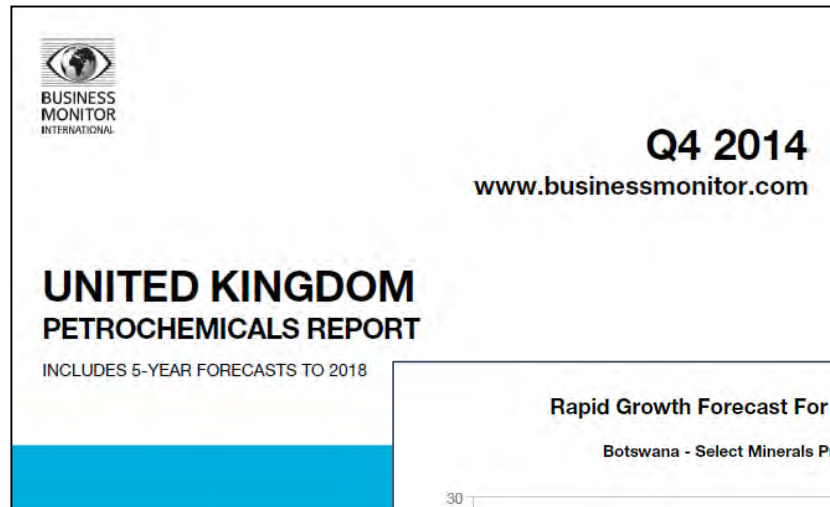 BUSINESS
MONITOR
INTERNATIONAL
Q4 2014
www.businessmonitor.com
UNITED KINGDOM
PETROCHEMICALS REPORT
INCLUDES 5-YEAR FORECASTS TO 2018
Rapid Growth Forecast For
Botswana - Select Minerals
30